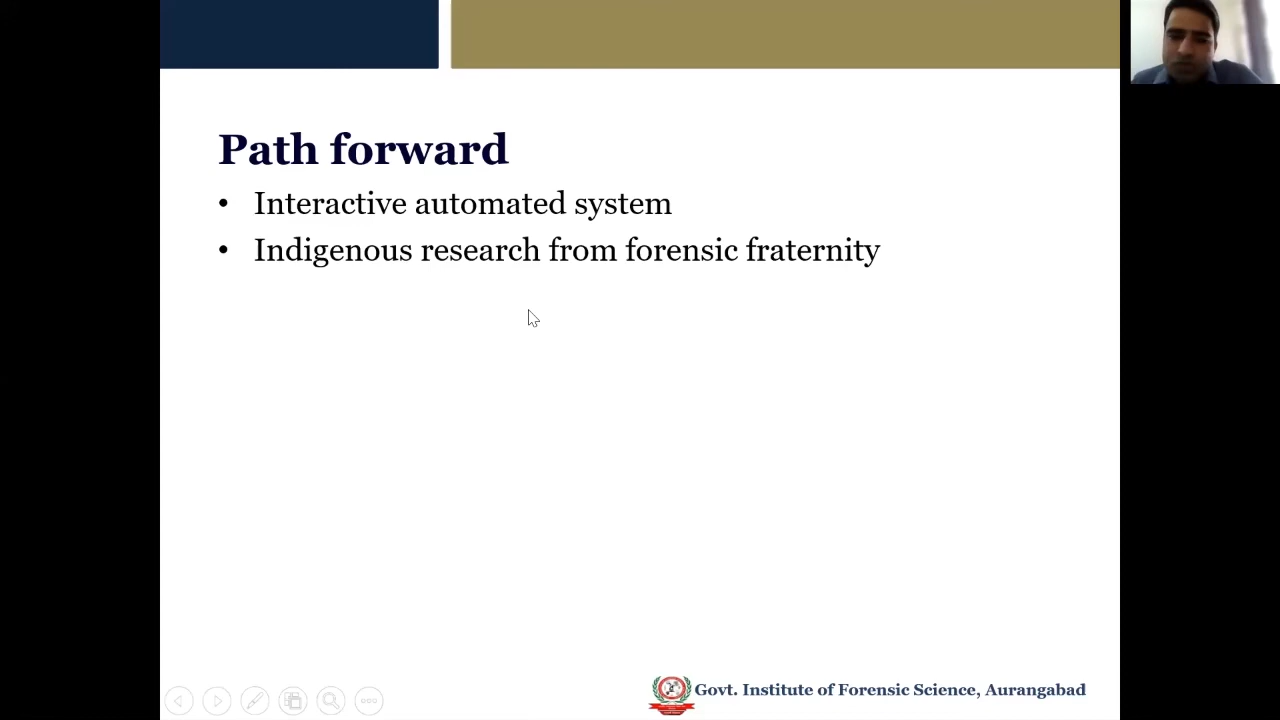 Path forward
• Interactive automated system
• Indigenous research from forensic fraternity
Govt. Institute of Forensic Science, Aurangabad